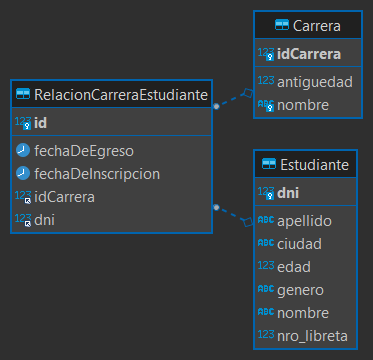 Carrera
123 idCarrera
123 antiguedad
ABC nombre
RelacionCarreraEstudiante
123 id
fechaDeEgreso
fechaDeInscripcion
123 idCarrera
123 dni
Estudiante
123 dni
ABC apellido
ABC ciudad
123 edad
ABC genero
ABC nombre
123 nro_libreta